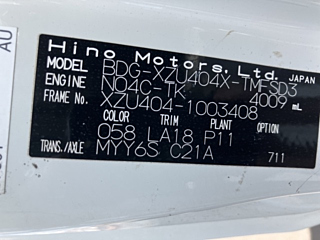 AU
Hino Motors, Ltd. JAPAN
MODEL BDG-XZU404X-TMFSD3
ENGINE N04C-TK 4009 mL
FRAME No. XZU404-1003408
COLOR TRIM PLANT OPTION
058 LA18 P11
TRANS./AXLE MYY6S C21A 711